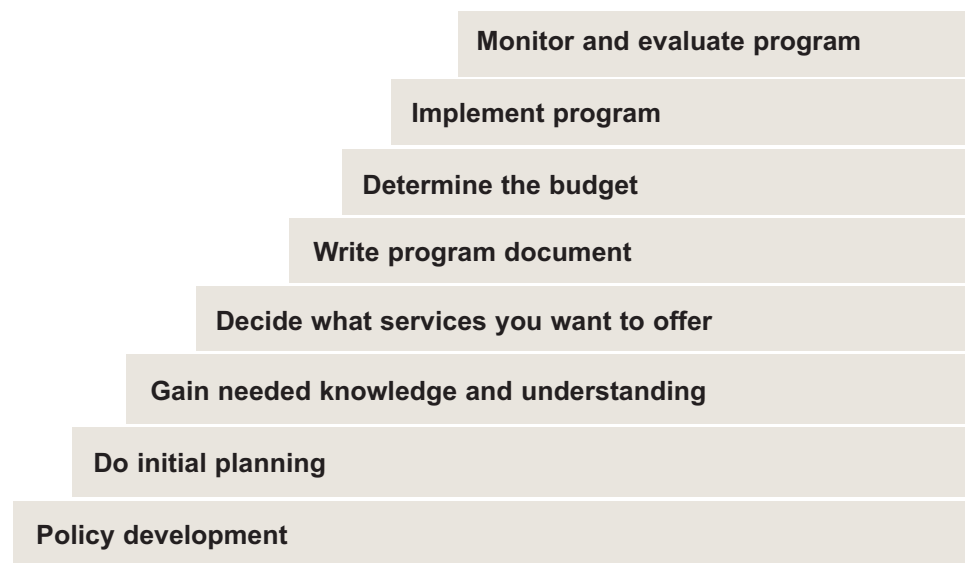 Monitor and evaluate program
Implement program
Determine the budget
Write program document
Decide what services you want to offer
Gain needed knowledge and understanding
Do initial planning
Policy development